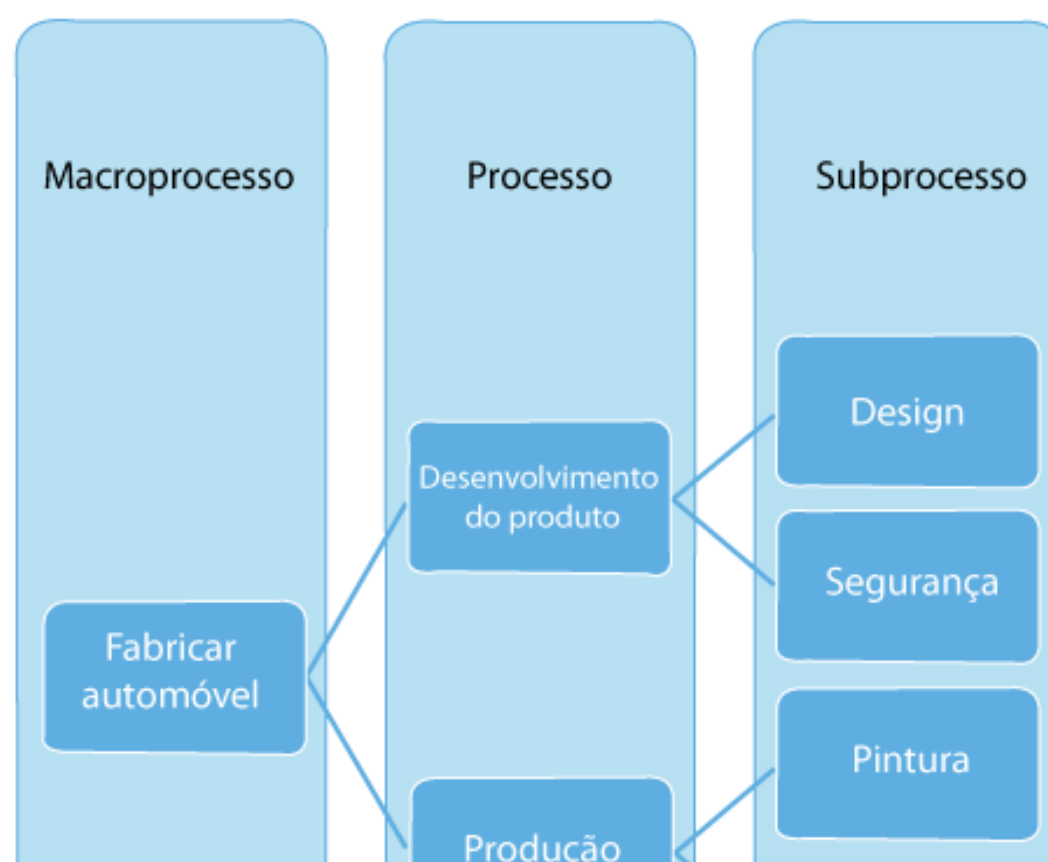 Macroprocesso
Processo
Subprocesso
Design
Desenvolvimento
do produto
Segurança
Fabricar
automóvel
Pintura
Produção